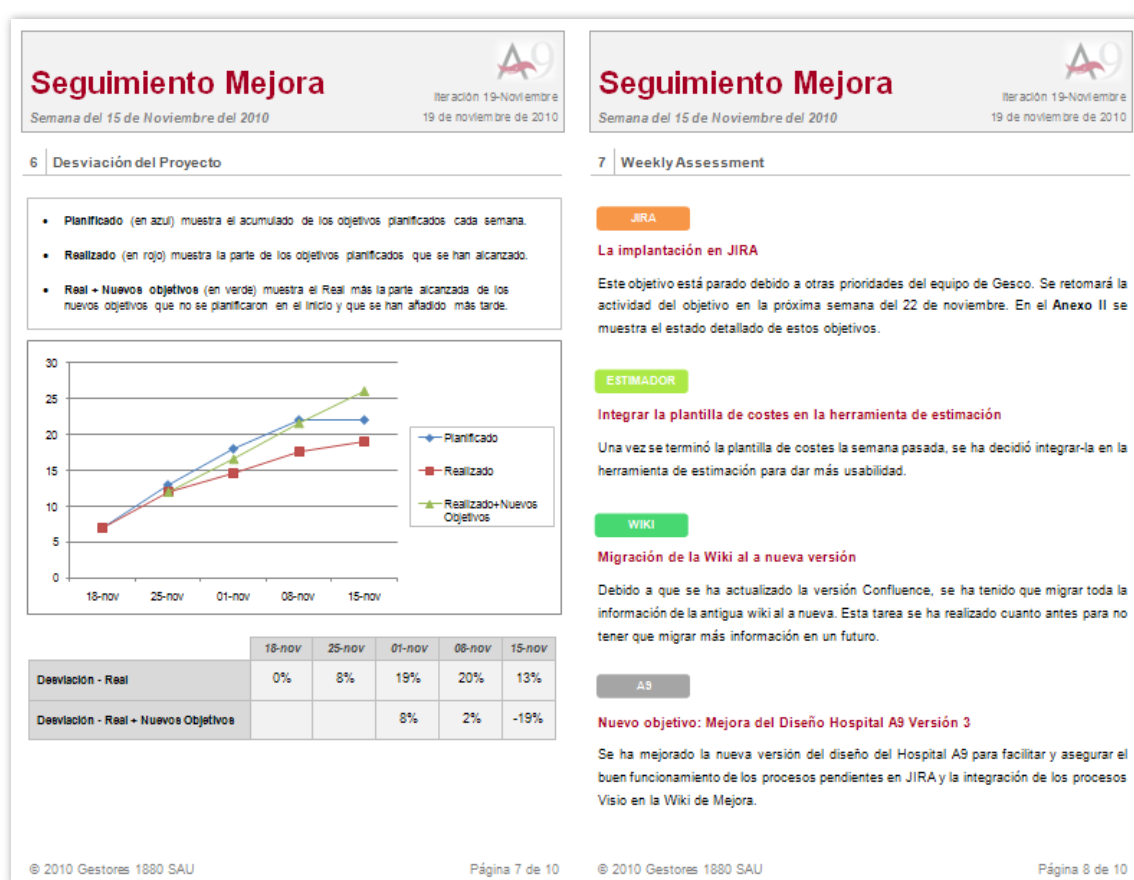 A9
Seguimiento Mejora
Iteración 19-Noviembre
Semana del 15 de Noviembre del 2010
19 de noviembre de 2010
6 Desviación del Proyecto
• Planificado (en azul) muestra el acumulado de los objetivos planificados cada semana.
• Realizado (en rojo) muestra la parte de los objetivos planificados que se han alcanzado.
• Real + Nuevos objetivos (en verde) muestra el Real más la parte alcanzada de los
nuevos objetivos que no se planificaron en el inicio y que se han añadido más tarde.
30
25
20
15
10
5
0
18-nov 25-nov 01-nov 08-nov 15-nov
Planificado
Realizado
Realizado+Nuevos
Objetivos
18-nov 25-nov 01-nov 08-nov 15-nov
Desviación - Real 0% 8% 19% 20% 13%
Desviación - Real + Nuevos Objetivos 8% 2% -19%
© 2010 Gestores 1880 SAU Página 7 de 10
A9
Seguimiento Mejora
Iteración 19-Noviembre
Semana del 15 de Noviembre del 2010
19 de noviembre de 2010
7 Weekly Assessment
JIRA
La implantación en JIRA
Este objetivo está parado debido a otras prioridades del equipo de Gesco. Se retomará la
actividad del objetivo en la próxima semana del 22 de noviembre. En el Anexo II se
muestra el estado detallado de estos objetivos.
ESTIMADOR
Integrar la plantilla de costes en la herramienta de estimación
Una vez se terminó la plantilla de costes la semana pasada, se ha decidió integrar-la en la
herramienta de estimación para dar más usabilidad.
WIKI
Migración de la Wiki al a nueva versión
Debido a que se ha actualizado la versión Confluence, se ha tenido que migrar toda la
información de la antigua wiki al a nueva. Esta tarea se ha realizado cuanto antes para no
tener que migrar más información en un futuro.
A9
Nuevo objetivo: Mejora del Diseño Hospital A9 Versión 3
Se ha mejorado la nueva versión del diseño del Hospital A9 para facilitar y asegurar el
buen funcionamiento de los procesos pendientes en JIRA y la integración de los procesos
Visio en la Wiki de Mejora.
© 2010 Gestores 1880 SAU Página 8 de 10